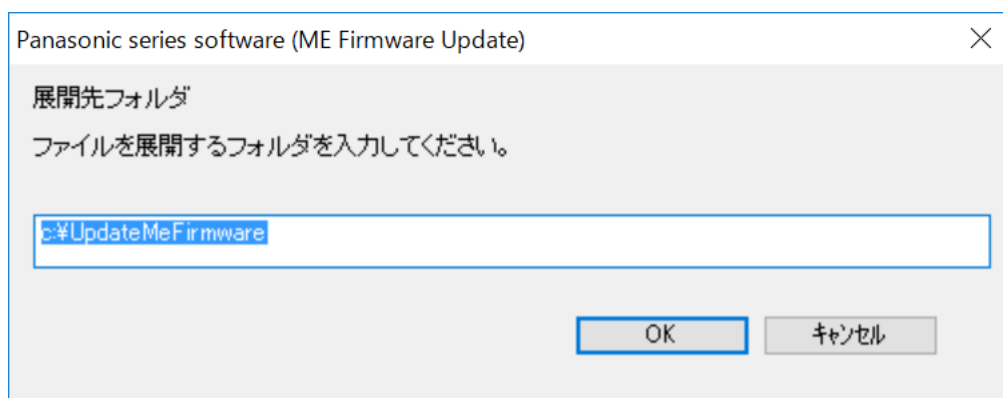 Panasonic series software (ME Firmware Update)
展開先フォルダ
ファイルを展開するフォルダを入力してください。
c:¥UpdateMeFirmware
OK
キャンセル